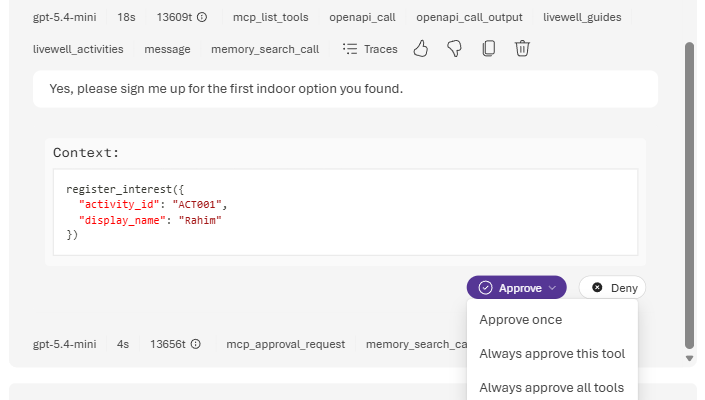 gpt-5.4-mini 18s 13609t mcp_list_tools openapi_call openapi_call_output livewell_guides
livewell_activities message memory_search_call Traces
Yes, please sign me up for the first indoor option you found.
Context:
register_interest({
"activity_id": "ACT001",
"display_name": "Rahim"
})
Approve Deny
Approve once
gpt-5.4-mini 4s 13656t mcp_approval_request memory_search_ca
Always approve this tool
Always approve all tools